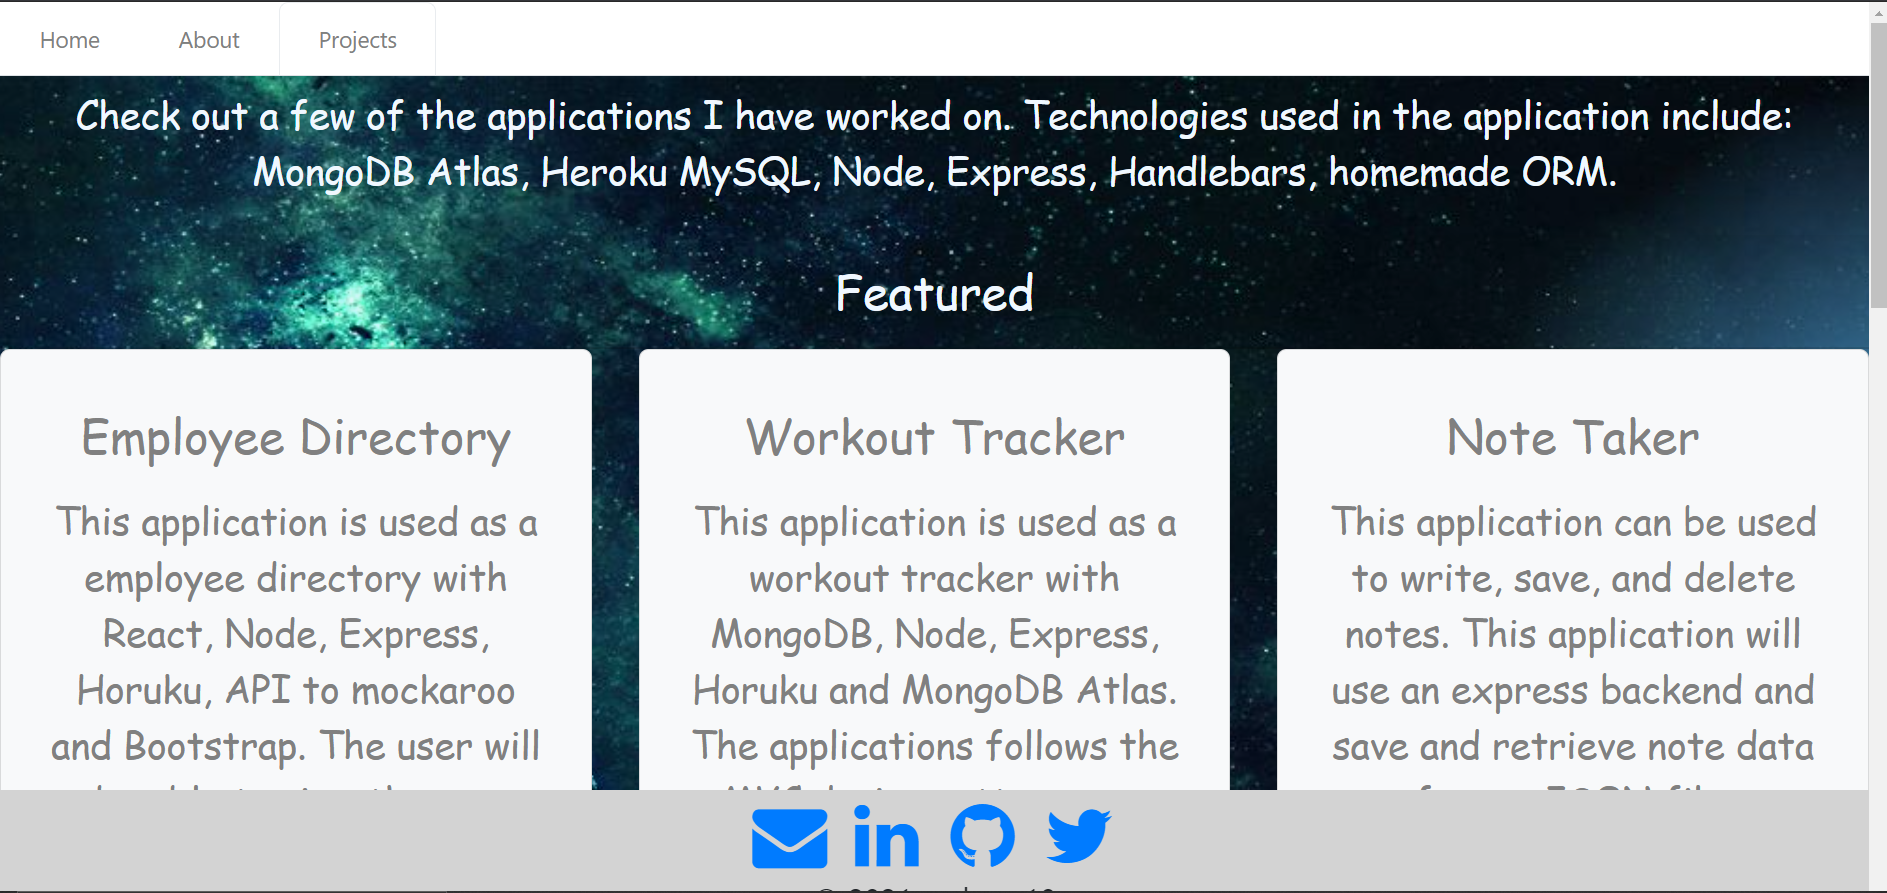 Home
About
Projects
Check out a few of the applications I have worked on. Technologies used in the application include:
MongoDB Atlas, Heroku MySQL, Node, Express, Handlebars, homemade ORM.
Featured
Employee Directory
This application is used as a
employee directory with
React, Node, Express,
Horuku, API to mockaroo
and Bootstrap. The user will
Workout Tracker
This application is used as a
workout tracker with
MongoDB, Node, Express,
Horuku and MongoDB Atlas.
The applications follows the
Note Taker
This application can be used
to write, save, and delete
notes. This application will
use an express backend and
save and retrieve note data
in